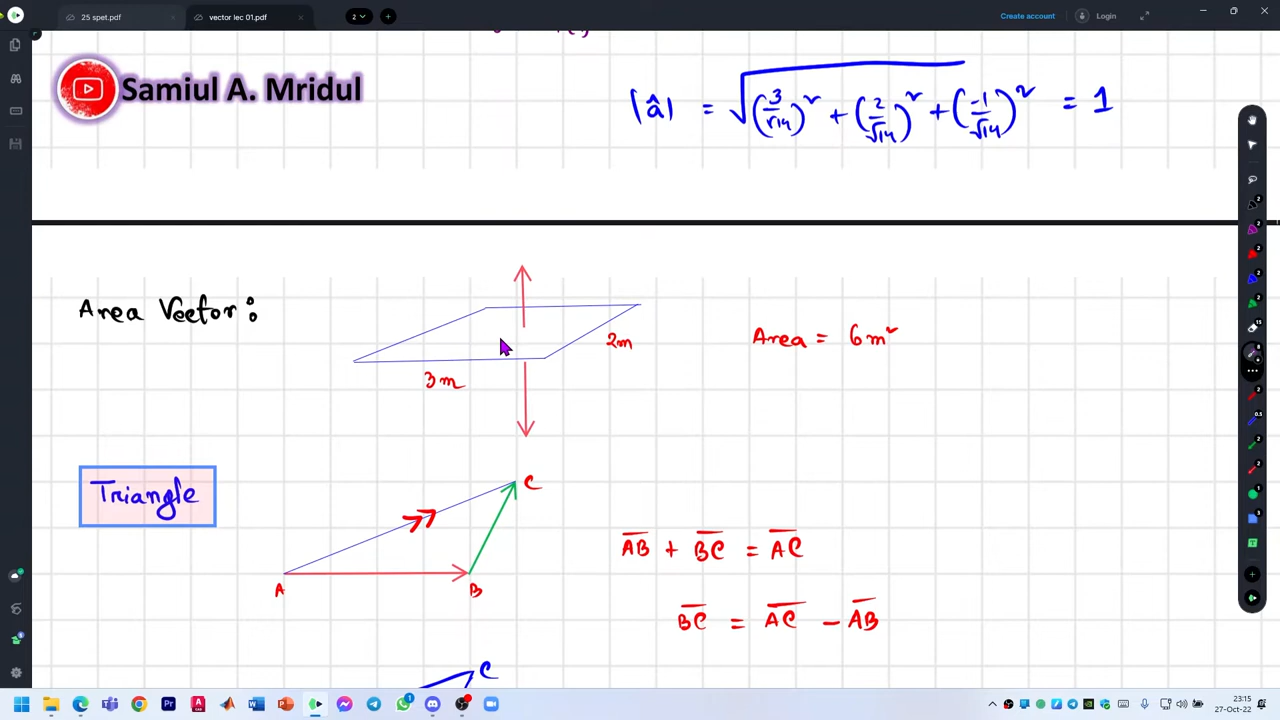 25 spet.pdf
vector lec 01.pdf
2
Create account
Login
Samiul A. Mridul
|â| = √(3/√14)² + (2/√14)² + (-1/√14)² = 1
Area Vector:
2m
Area = 6m²
3m
Triangle
C
A
B
AB + BC = AC
BC = AC - AB
C
23:15
27-Oct-22